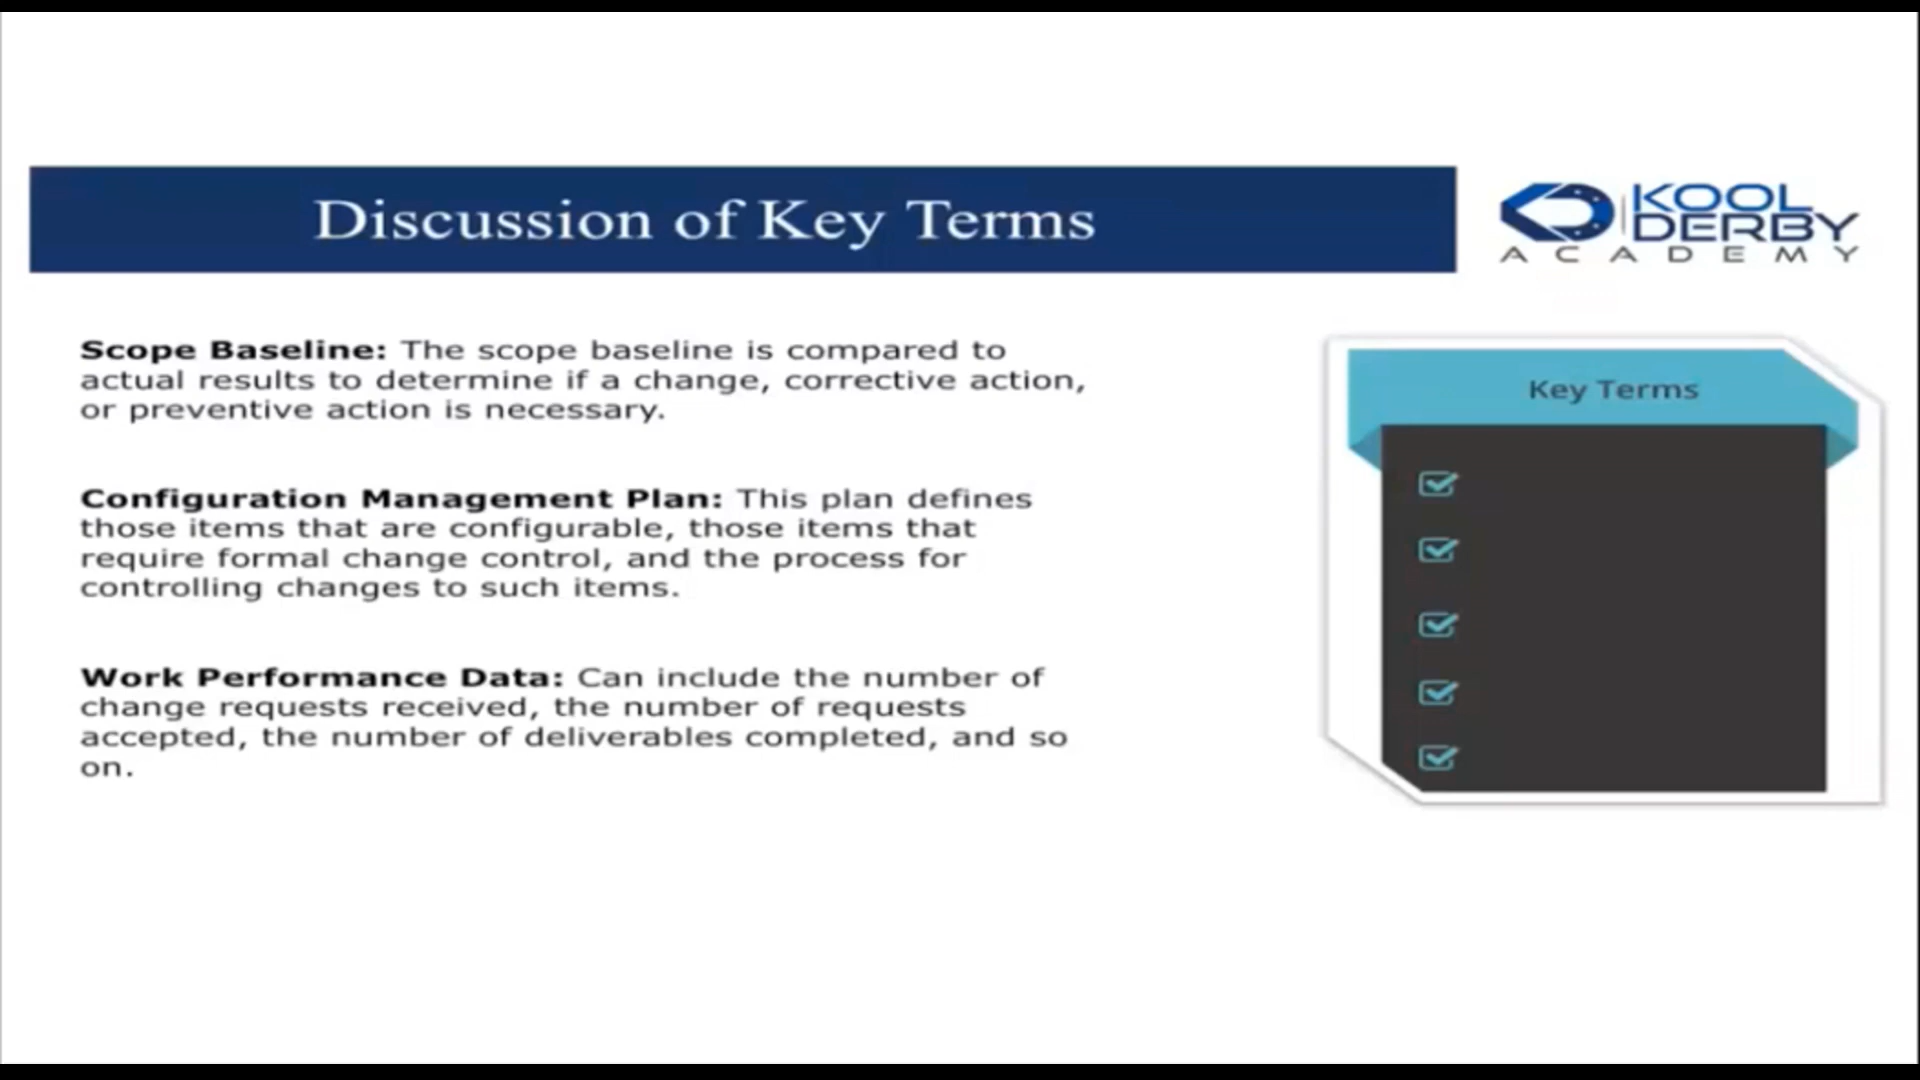 Discussion of Key Terms
KOOL
DERBY
ACADEMY
Scope Baseline: The scope baseline is compared to
actual results to determine if a change, corrective action,
or preventive action is necessary.
Configuration Management Plan: This plan defines
those items that are configurable, those items that
require formal change control, and the process for
controlling changes to such items.
Work Performance Data: Can include the number of
change requests received, the number of requests
accepted, the number of deliverables completed, and so
on.
Key Terms